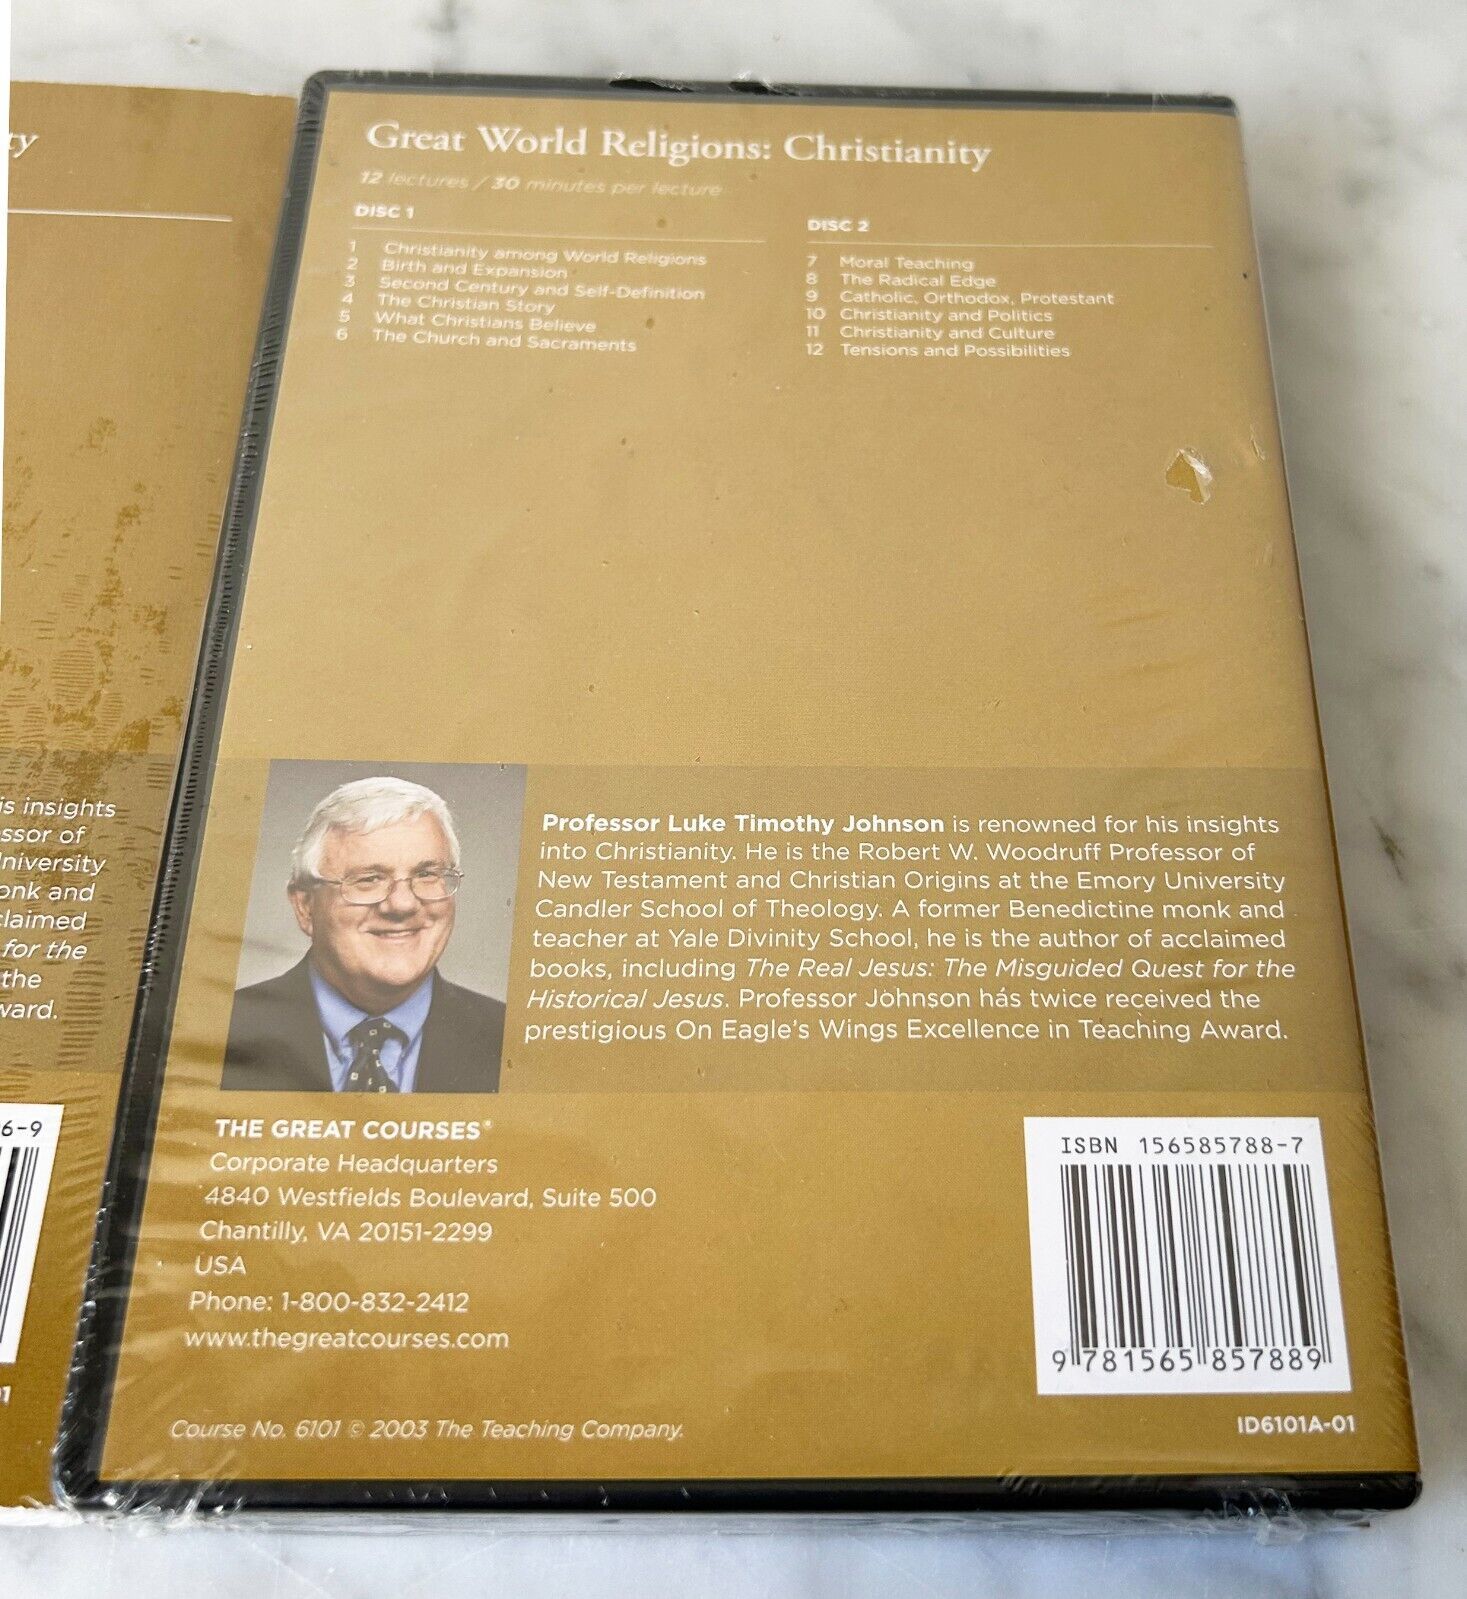 ty
is insights
ssor of
University
onk and
claimed
for the
the
ward.
6-9
Great World Religions: Christianity
12 lectures / 30 minutes per lecture
DISC 1
1 Christianity among World Religions
2 Birth and Expansion
3 Second Century and Self-Definition
4 The Christian Story
5 What Christians Believe
6 The Church and Sacraments
DISC 2
7 Moral Teaching
8 The Radical Edge
9 Catholic, Orthodox, Protestant
10 Christianity and Politics
11 Christianity and Culture
12 Tensions and Possibilities
Professor Luke Timothy Johnson is renowned for his insights
into Christianity. He is the Robert W. Woodruff Professor of
New Testament and Christian Origins at the Emory University
Candler School of Theology. A former Benedictine monk and
teacher at Yale Divinity School, he is the author of acclaimed
books, including The Real Jesus: The Misguided Quest for the
Historical Jesus. Professor Johnson has twice received the
prestigious On Eagle's Wings Excellence in Teaching Award.
THE GREAT COURSES®
Corporate Headquarters
4840 Westfields Boulevard, Suite 500
Chantilly, VA 20151-2299
USA
Phone: 1-800-832-2412
www.thegreatcourses.com
ISBN 156585788-7
9 781565 857889
Course No. 6101 © 2003 The Teaching Company.
ID6101A-01